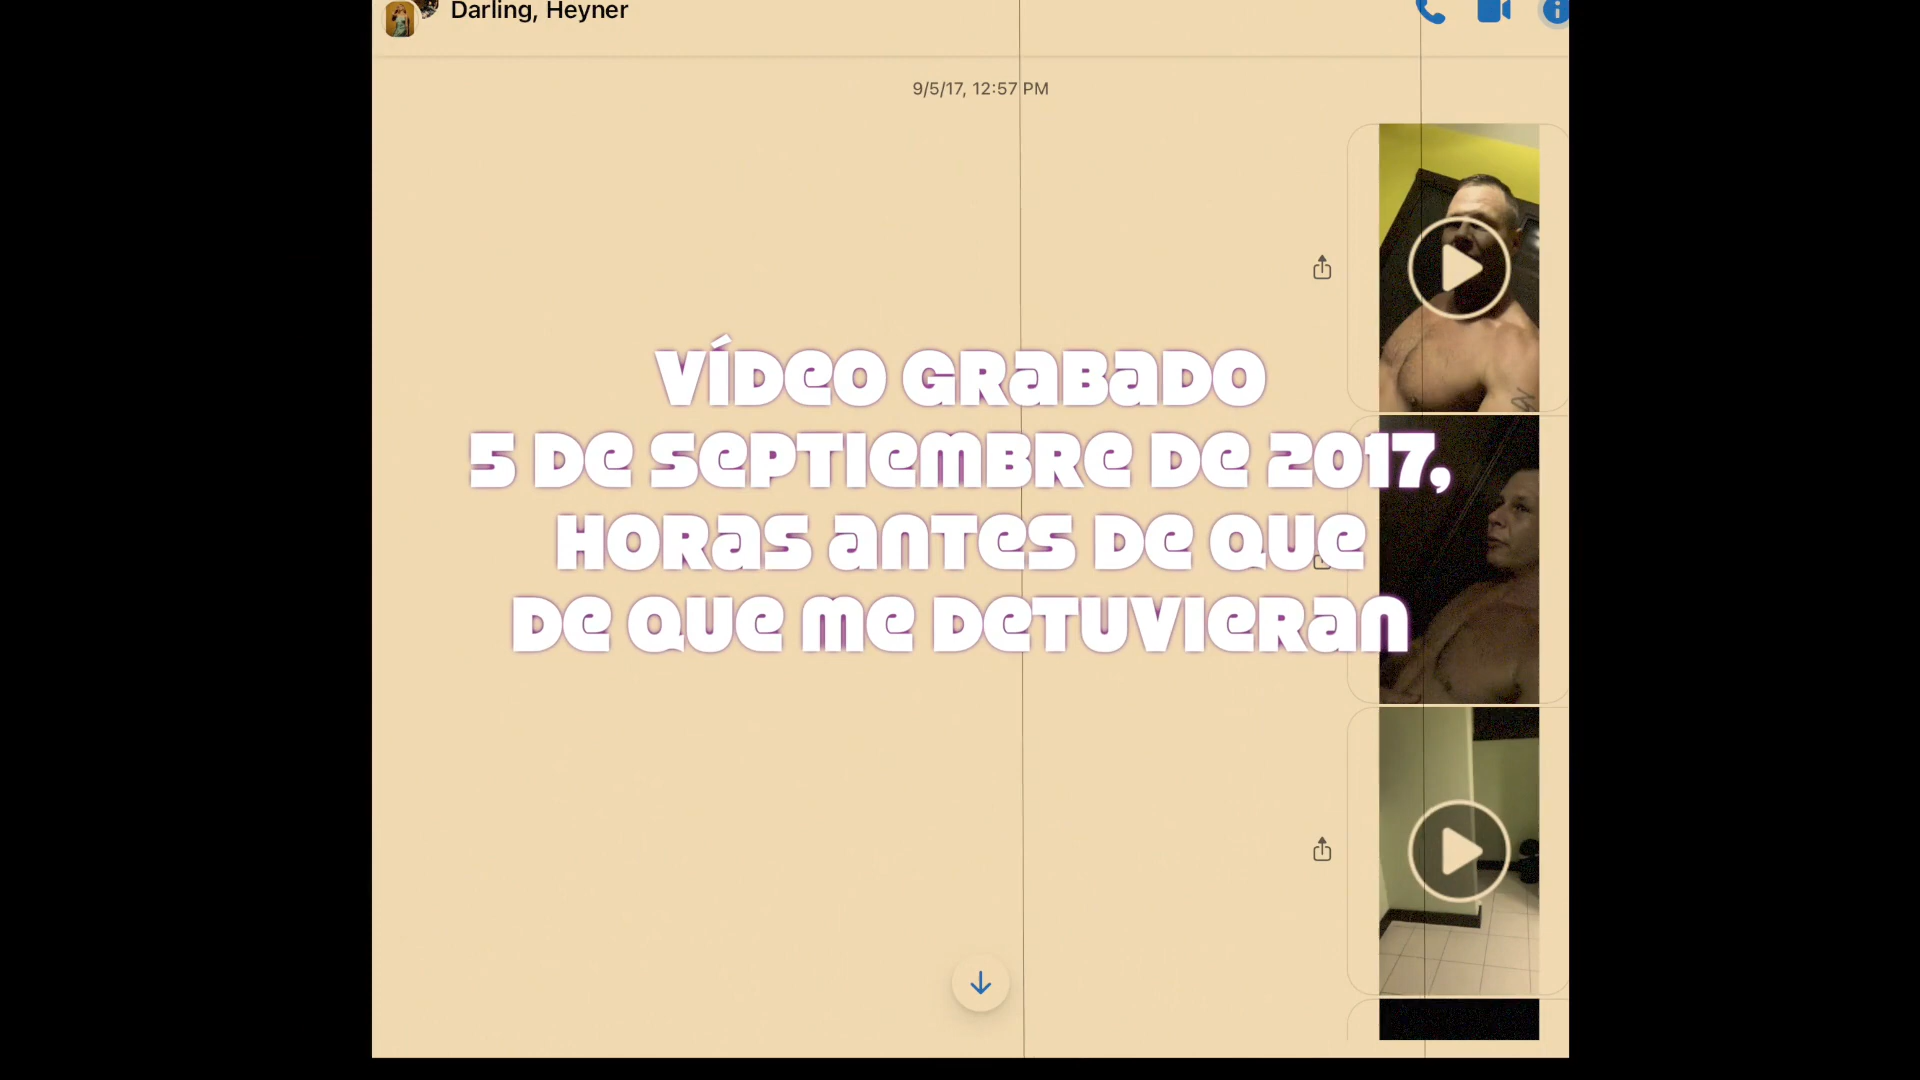 Darling, Heyner
9/5/17, 12:57 PM
VÍDEO GRABADO
5 DE SEPTIEMBRE DE 2017,
HORAS ANTES DE QUE
DE QUE ME DETUVIERAN